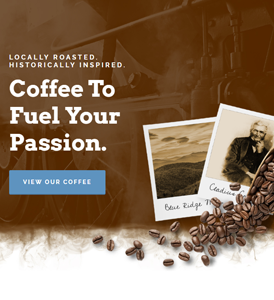 LOCALLY ROASTED.
HISTORICALLY INSPIRED.
Coffee To
Fuel Your
Passion.
VIEW OUR COFFEE
Blue Ridge